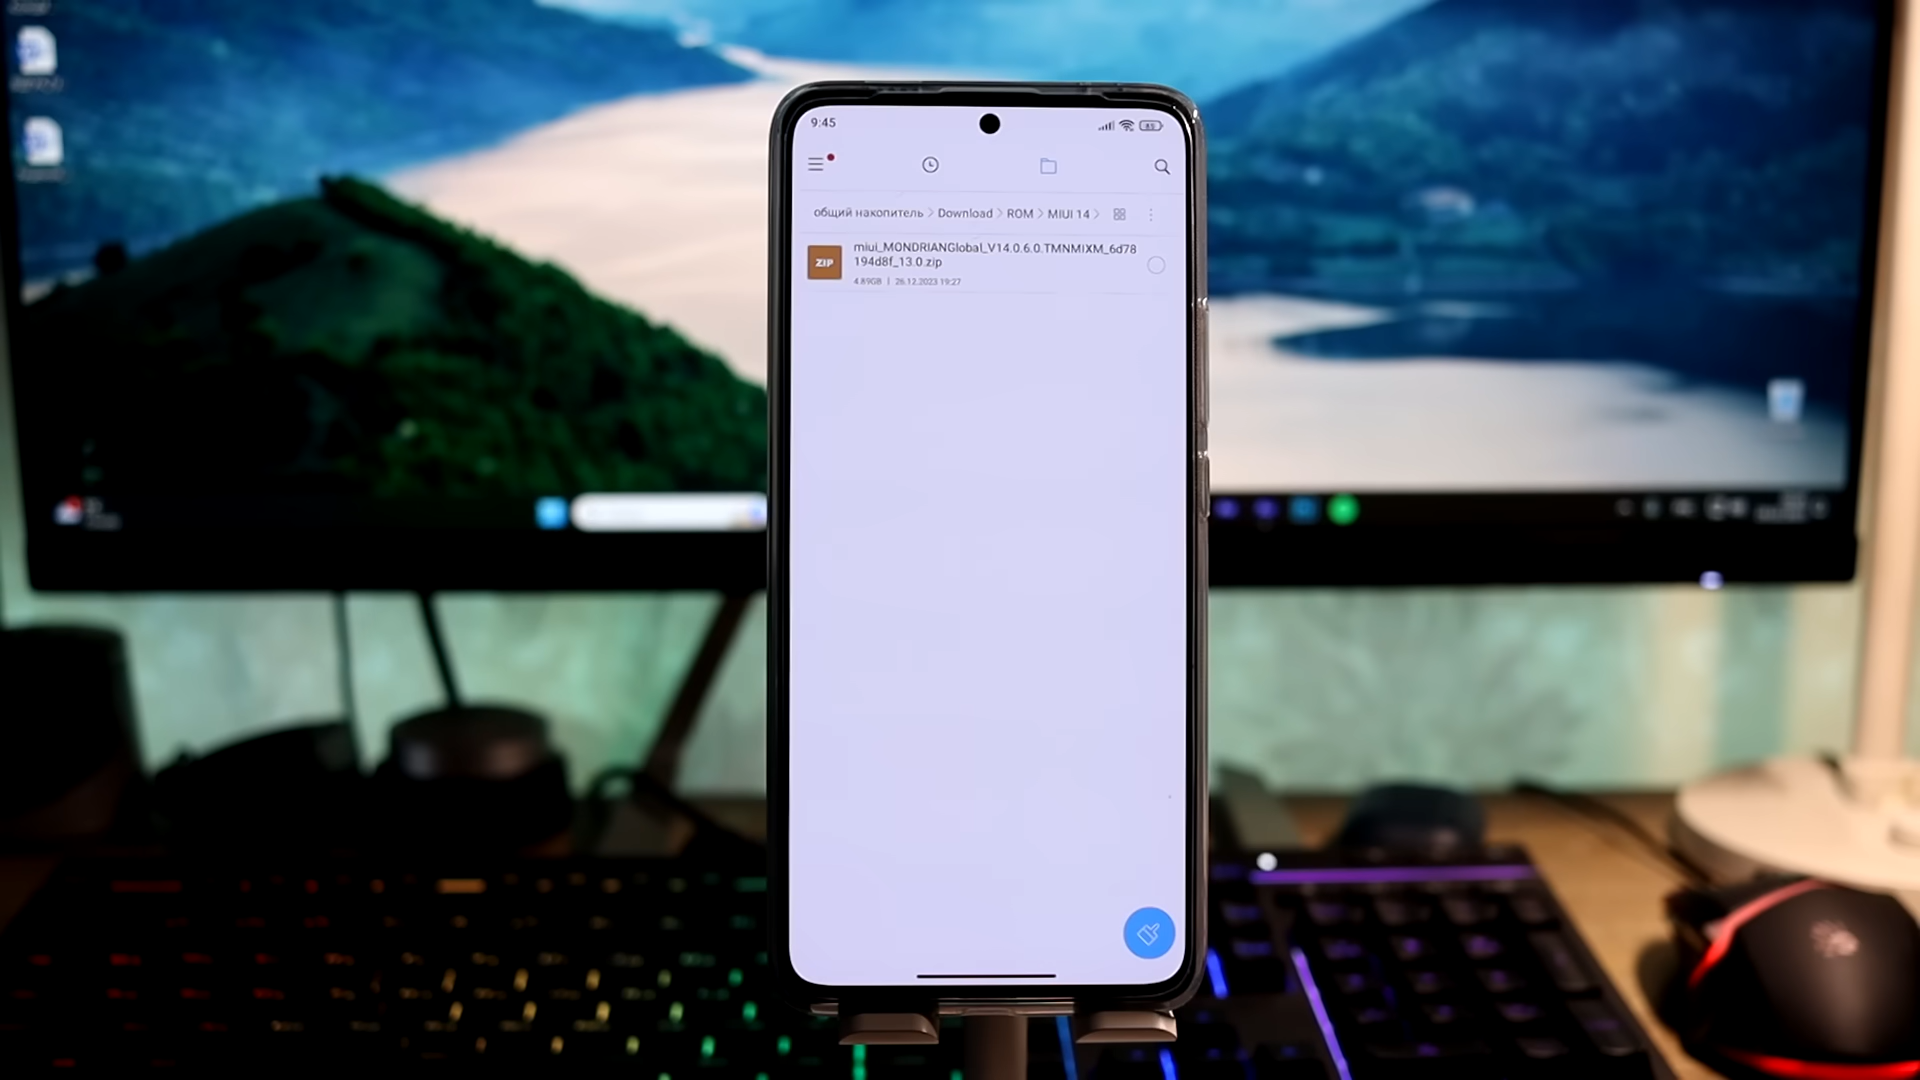 9:45
общий накопитель > Download > ROM > MIUI 14 >
ZIP
miui_MONDRIANGlobal_V14.0.6.0.TMNMIXM_6d78
194d8f_13.0.zip
4.89GB | 26.12.2023 19:27